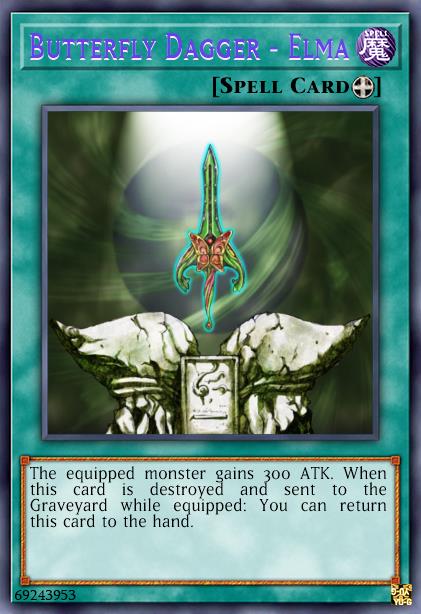 Butterfly Dagger - Elma
SPELL
魔
[Spell Card]
The equipped monster gains 300 ATK. When
this card is destroyed and sent to the
Graveyard while equipped: You can return
this card to the hand.
69243953